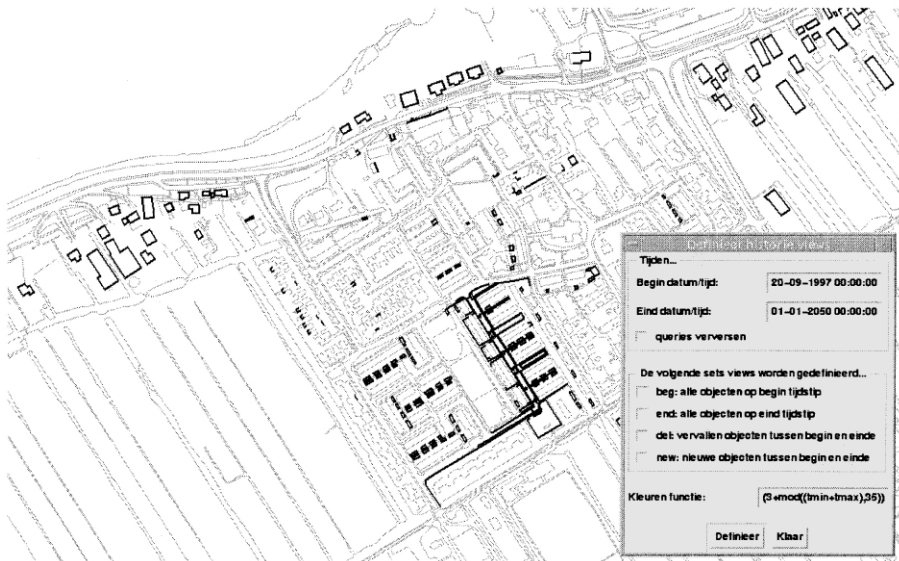 Definieer historie views
Tijden...
Begin datum/tijd: 20-09-1997 00:00:00
Eind datum/tijd: 01-01-2050 00:00:00
queries verversen
De volgende sets views worden gedefinieerd...
beg: alle objecten op begin tijdstip
end: alle objecten op eind tijdstip
del: vervallen objecten tussen begin en einde
new: nieuwe objecten tussen begin en einde
Kleuren functie: (3+mod((tmin+tmax),35))
Definieer Klaar